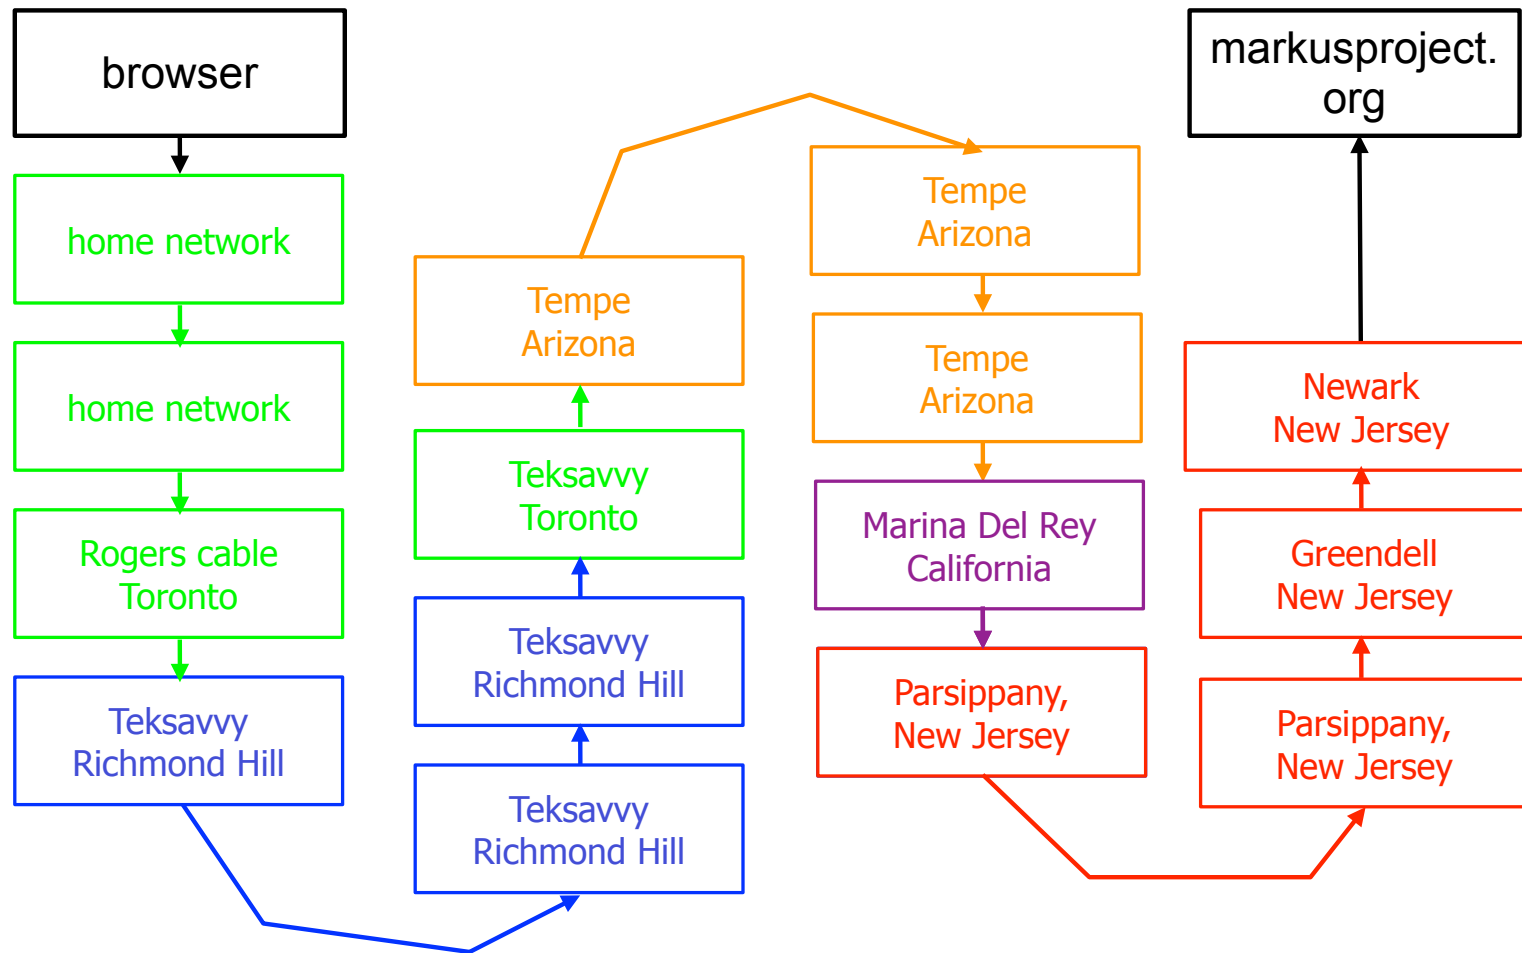 browser
home network
home network
Rogers cable
Toronto
Teksavvy
Richmond Hill
Teksavvy
Richmond Hill
Teksavvy
Richmond Hill
Teksavvy
Toronto
Tempe
Arizona
Tempe
Arizona
Tempe
Arizona
Marina Del Rey
California
Parsippany,
New Jersey
Parsippany,
New Jersey
Greendell
New Jersey
Newark
New Jersey
markusproject.
org